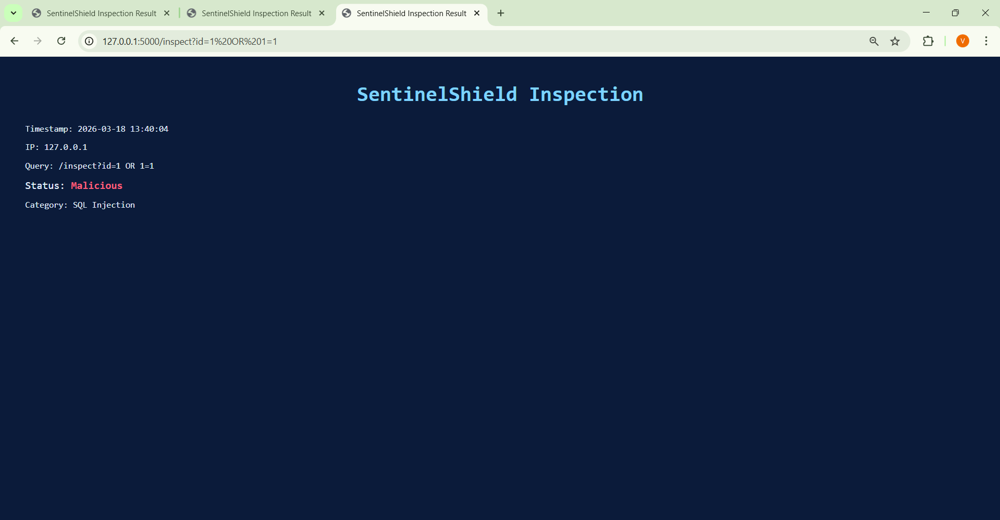 SentinelShield Inspection Result
SentinelShield Inspection Result
SentinelShield Inspection Result
127.0.0.1:5000/inspect?id=1%20OR%201=1
V
SentinelShield Inspection
Timestamp: 2026-03-18 13:40:04
IP: 127.0.0.1
Query: /inspect?id=1 OR 1=1
Status: Malicious
Category: SQL Injection